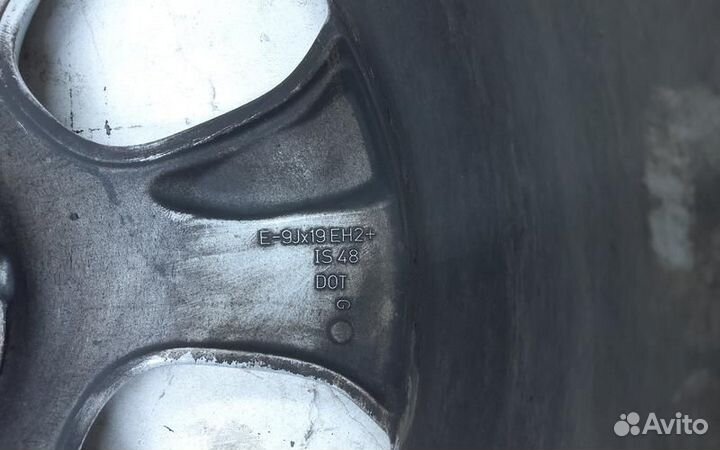 E-9Jx19 EH2+
IS 48
DOT
G
Avito